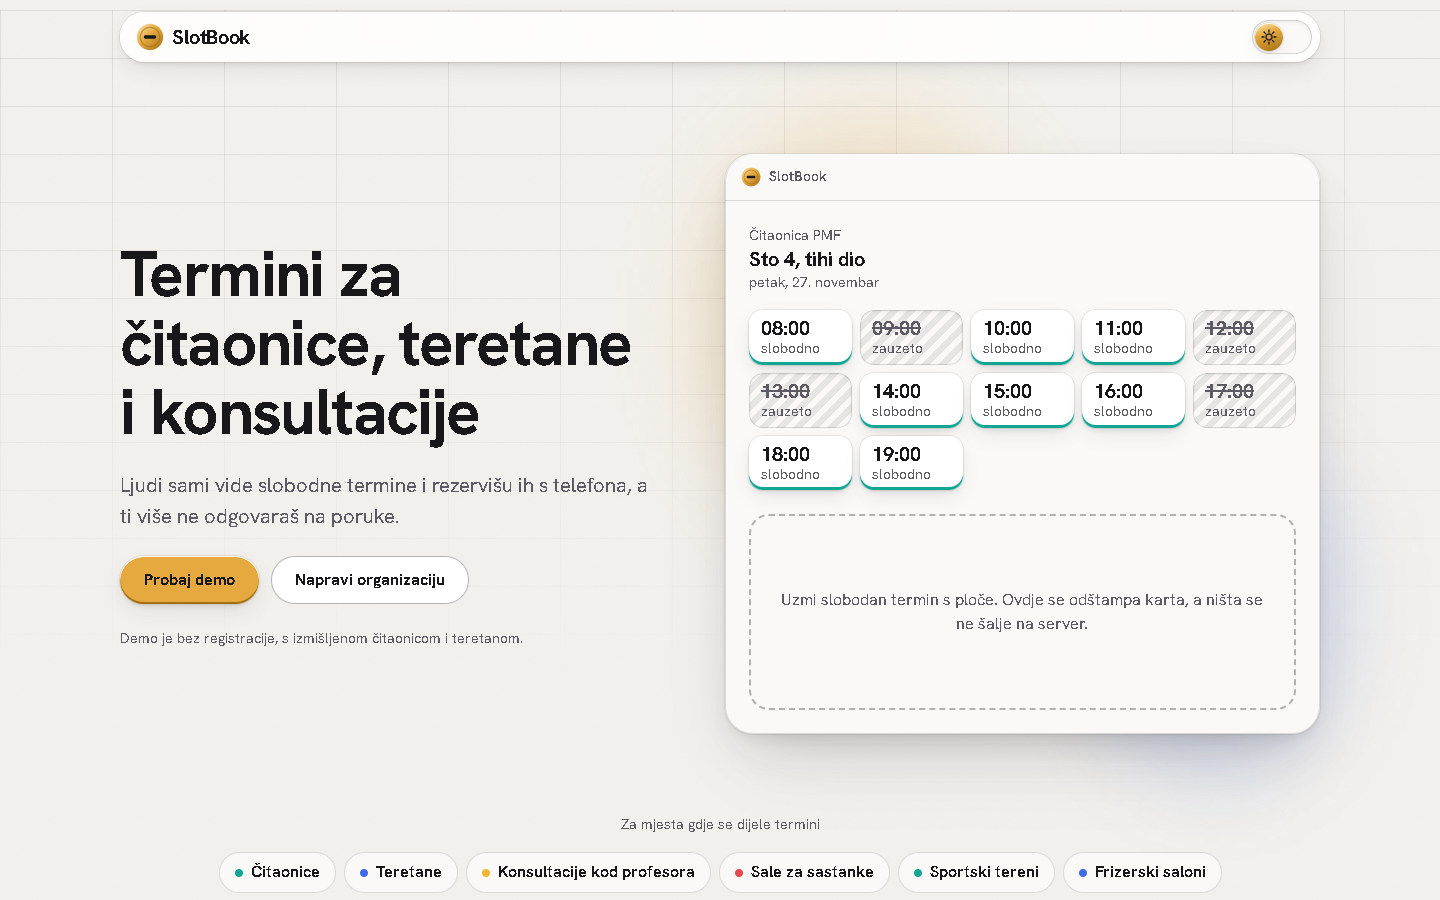 SlotBook
Termini za
čitaonice, teretane
i konsultacije
Ljudi sami vide slobodne termine i rezervišu ih s telefona, a
ti više ne odgovaraš na poruke.
Probaj demo
Napravi organizaciju
Demo je bez registracije, s izmišljenom čitaonicom i teretanom.
SlotBook
Čitaonica PMF
Sto 4, tihi dio
petak, 27. novembar
08:00 09:00 10:00 11:00 12:00
slobodno zauzeto slobodno slobodno zauzeto
13:00 14:00 15:00 16:00 17:00
zauzeto slobodno slobodno slobodno zauzeto
18:00 19:00
slobodno slobodno
Uzmi slobodan termin s ploče. Ovdje se odštampa karta, a ništa se
ne šalje na server.
Za mjesta gdje se dijele termini
Čitaonice Teretane Konsultacije kod profesora Sale za sastanke Sportski tereni Frizerski saloni